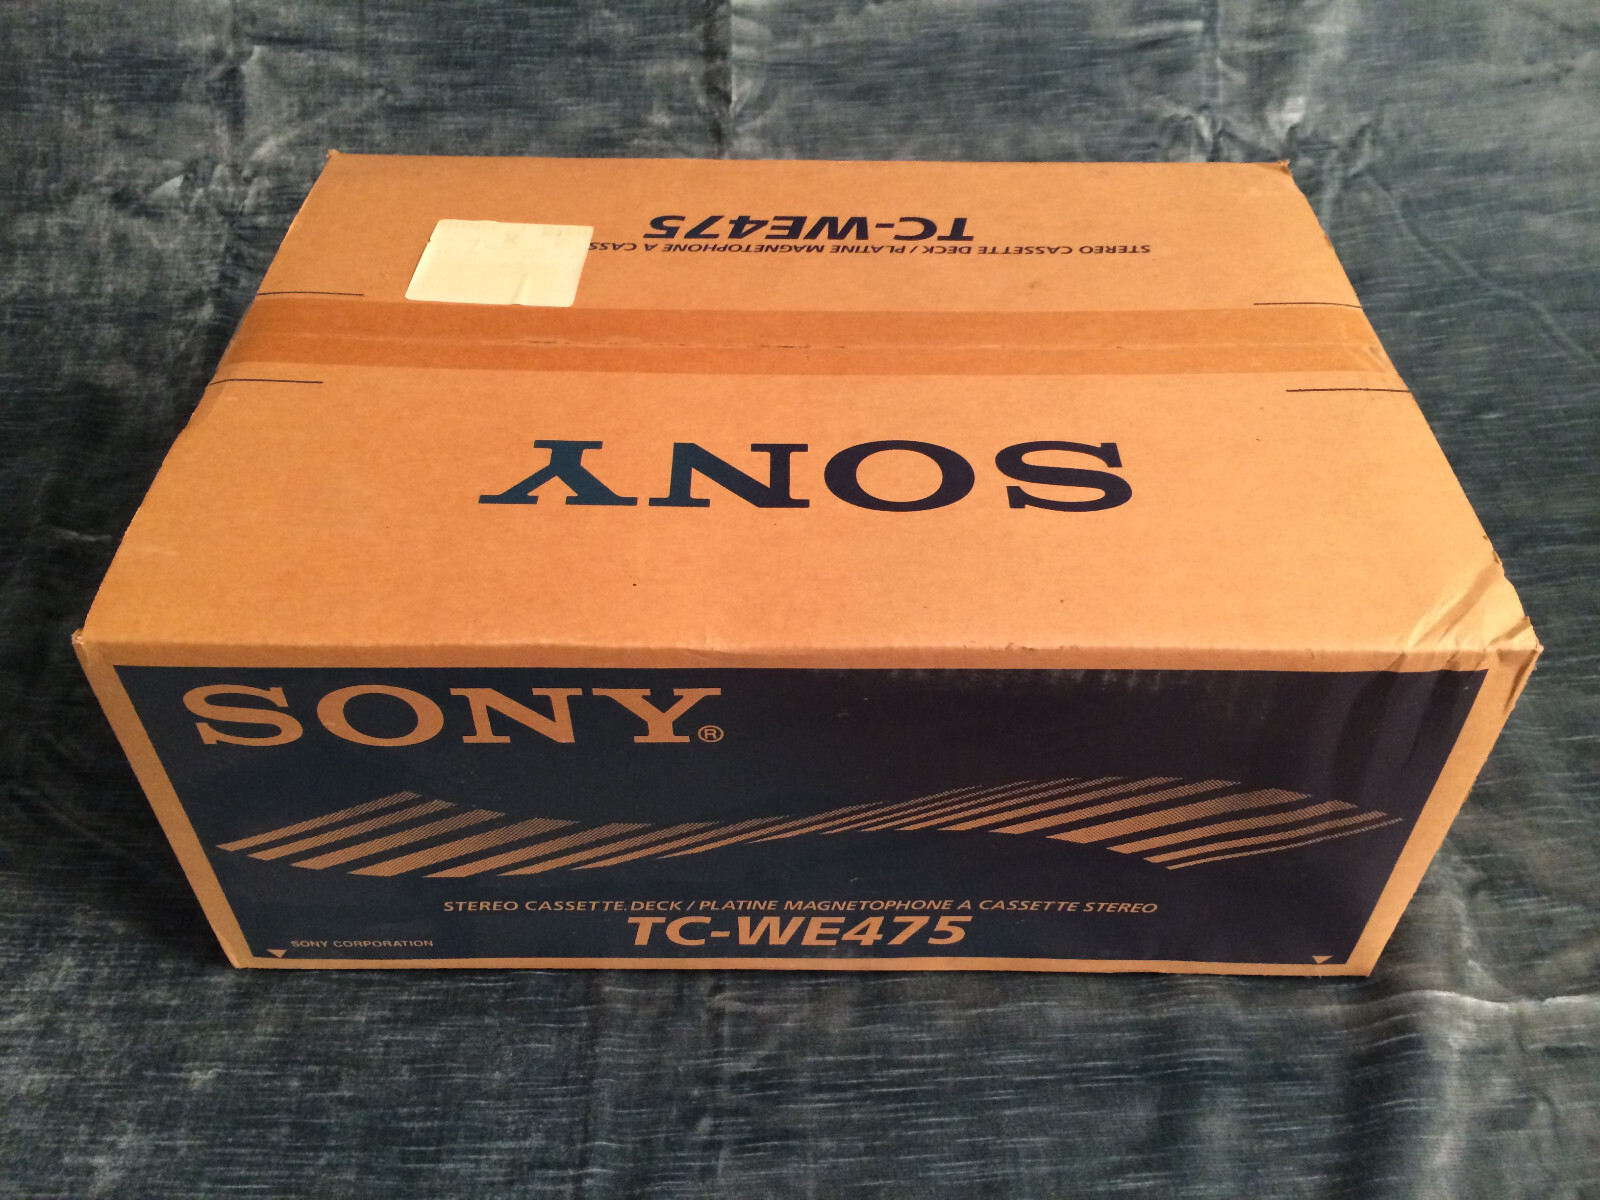 TC-WE475
STEREO CASSETTE DECK / PLATINE MAGNETOPHONE A CASS
SONY
SONY®
STEREO CASSETTE DECK / PLATINE MAGNETOPHONE A CASSETTE STEREO
TC-WE475
SONY CORPORATION